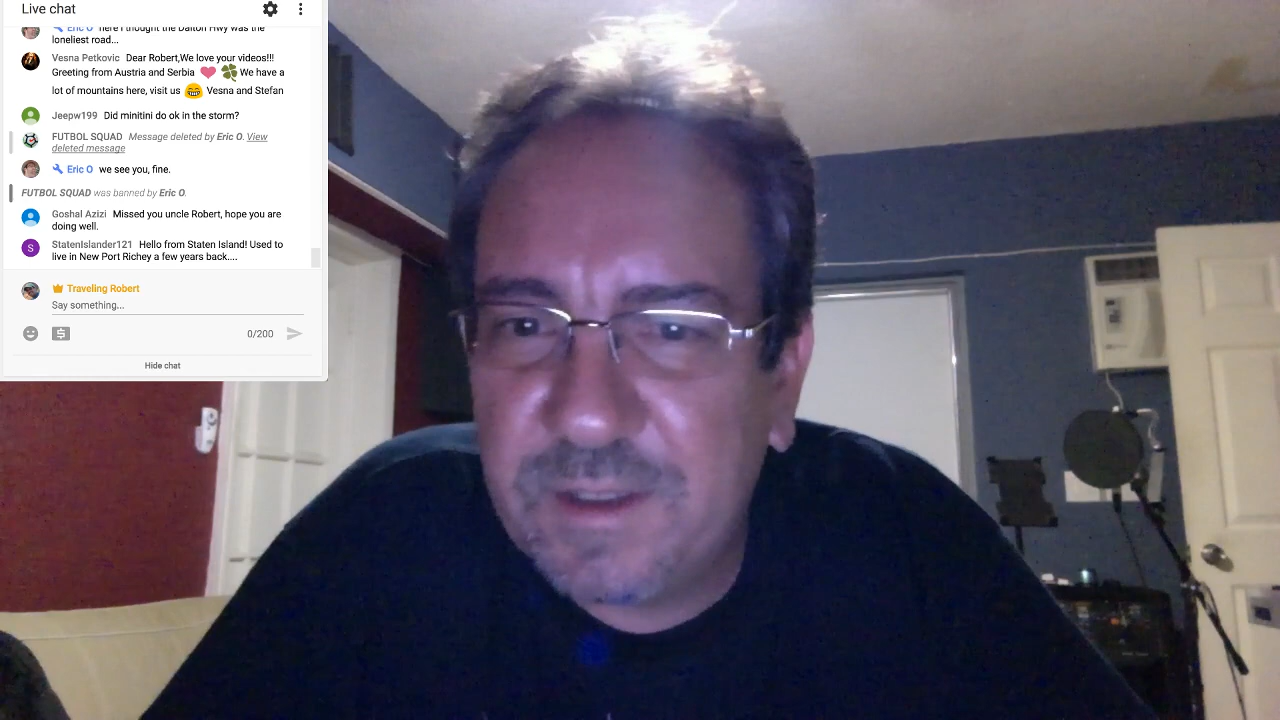 Live chat
Eric O here I thought the Dalton Hwy was the
loneliest road...
Vesna Petkovic Dear Robert,We love your videos!!!
Greeting from Austria and Serbia ❤️ 🍀 We have a
lot of mountains here, visit us 😁 Vesna and Stefan
Jeepw199 Did minitini do ok in the storm?
FUTBOL SQUAD Message deleted by Eric O. View
deleted message
Eric O we see you, fine.
FUTBOL SQUAD was banned by Eric O.
Goshal Azizi Missed you uncle Robert, hope you are
doing well.
S StatenIslander121 Hello from Staten Island! Used to
live in New Port Richey a few years back....
Traveling Robert
Say something...
0/200
Hide chat